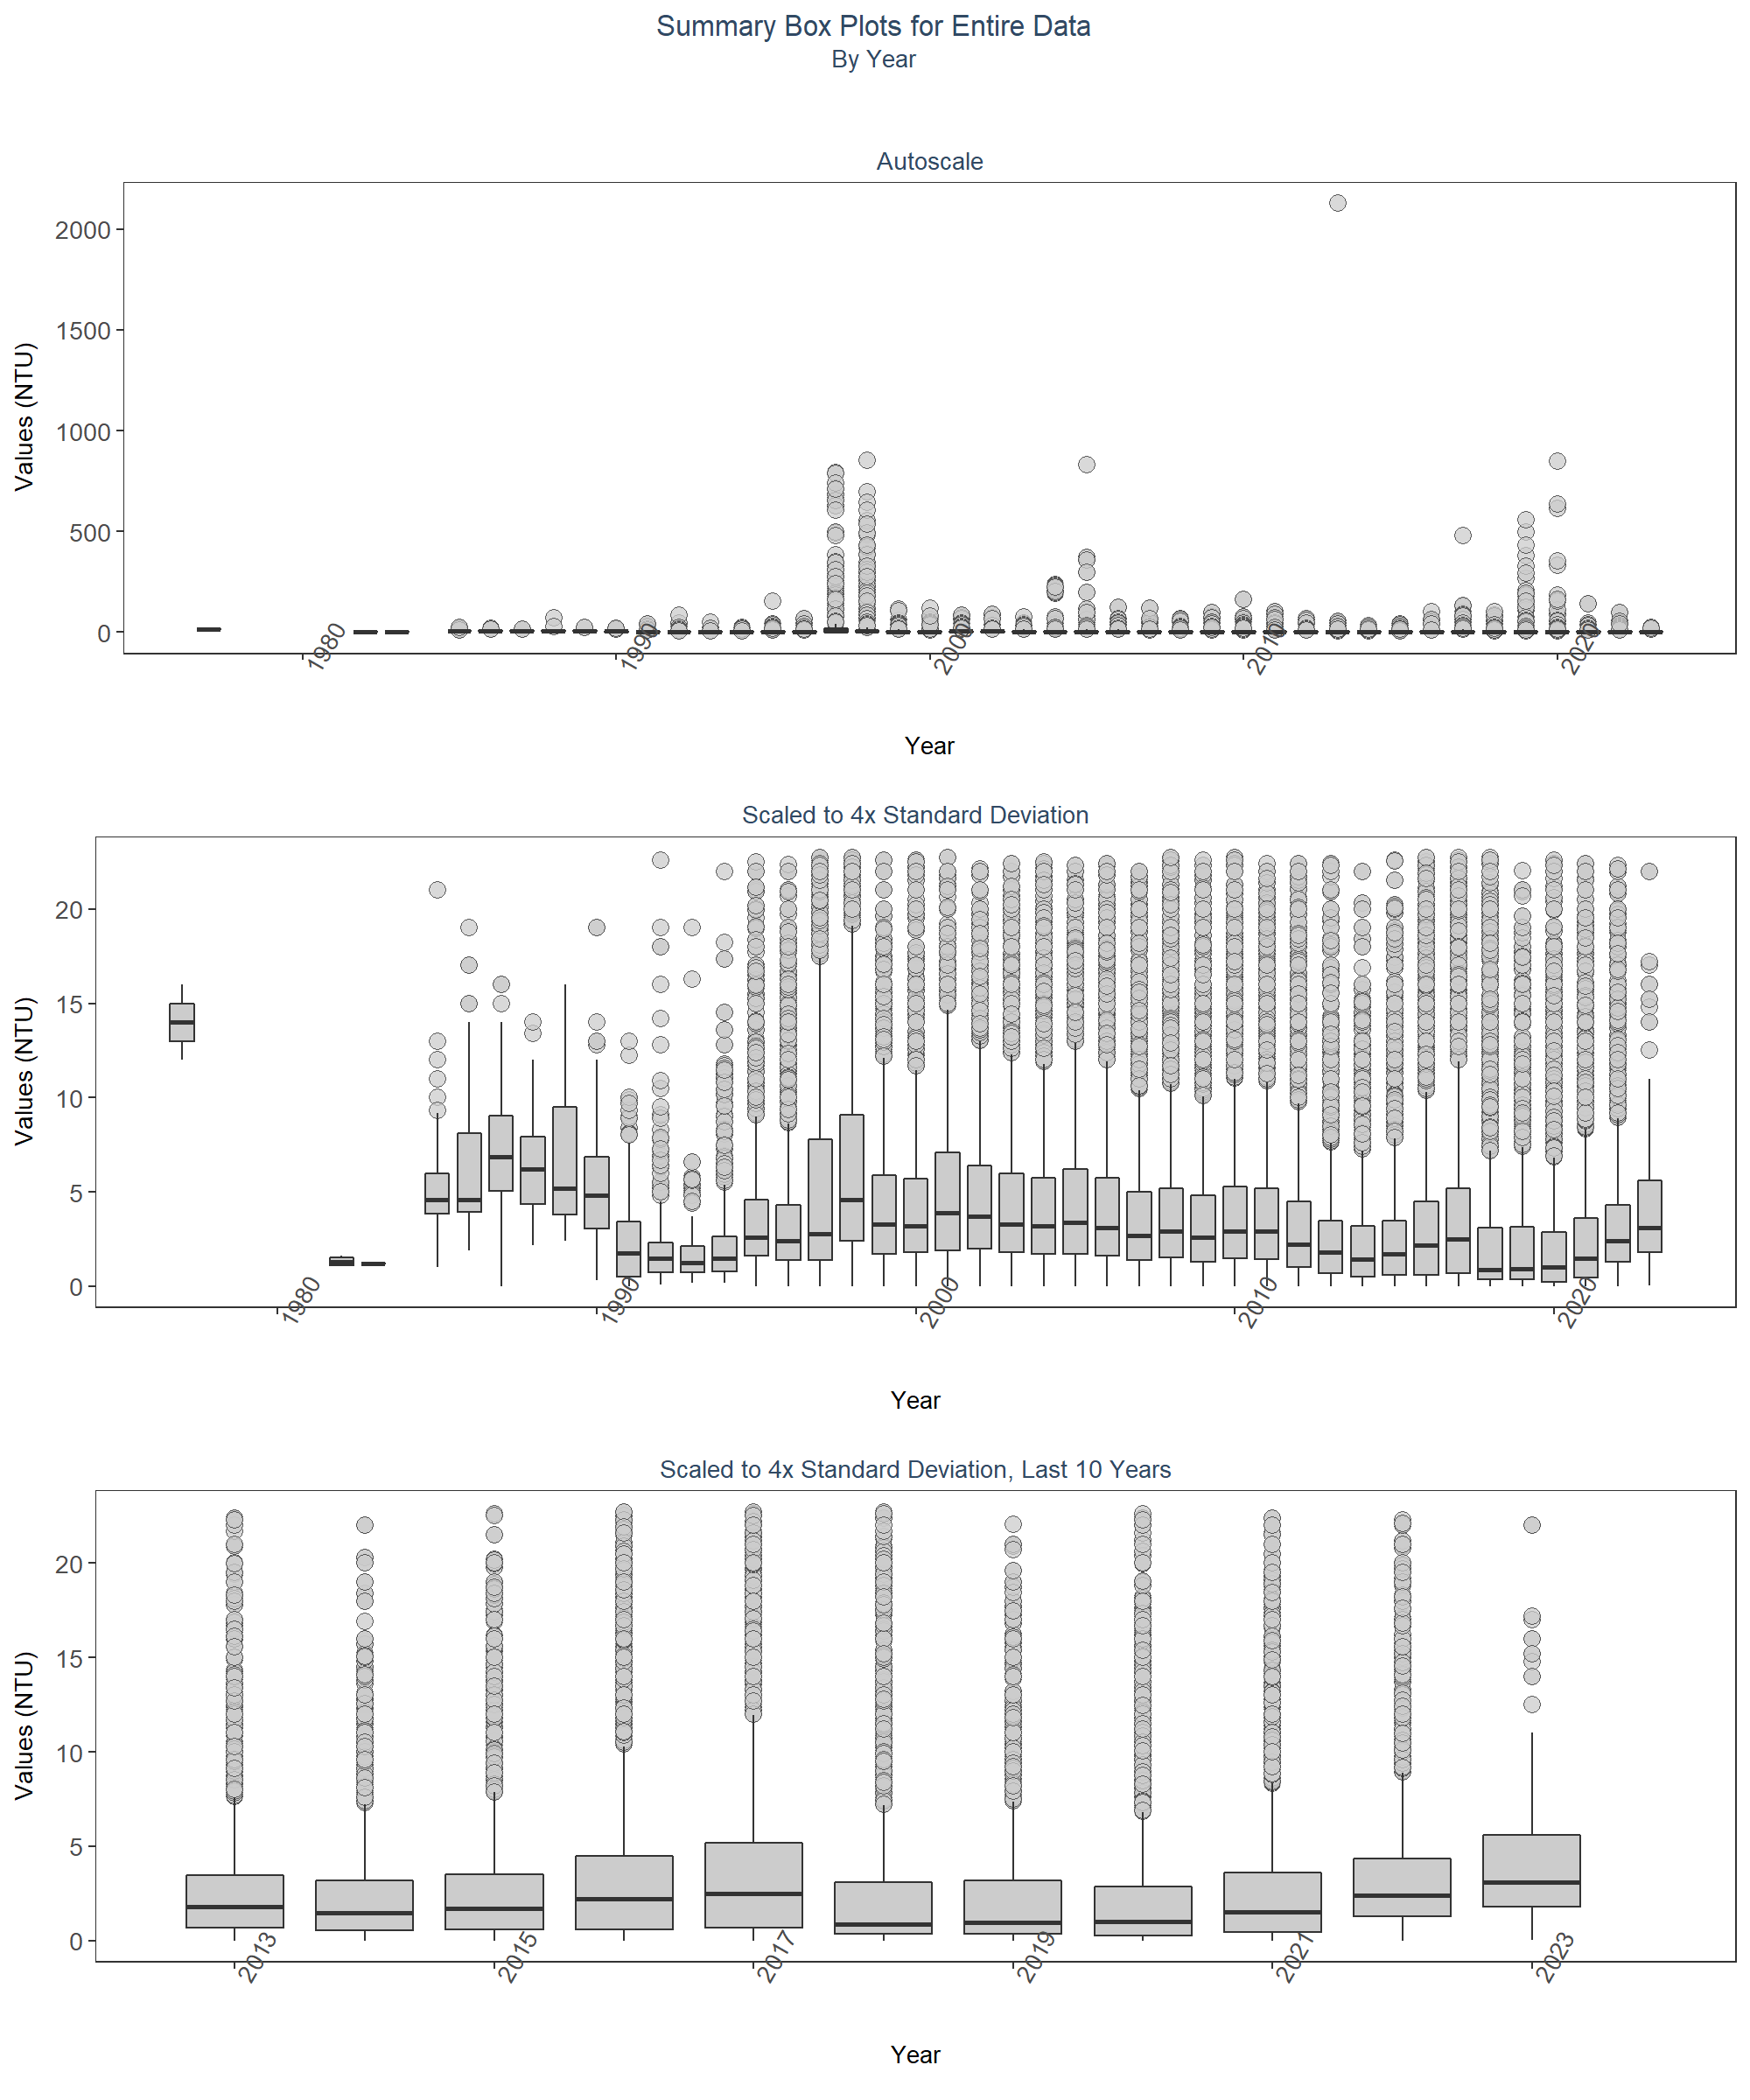 Summary Box Plots for Entire Data
By Year
Autoscale
Values (NTU)
2000
1500
1000
500
0
1980
1990
2000
2010
2020
Year
Scaled to 4x Standard Deviation
Values (NTU)
20
15
10
5
0
1980
1990
2000
2010
2020
Year
Scaled to 4x Standard Deviation, Last 10 Years
Values (NTU)
20
15
10
5
0
2013
2015
2017
2019
2021
2023
Year